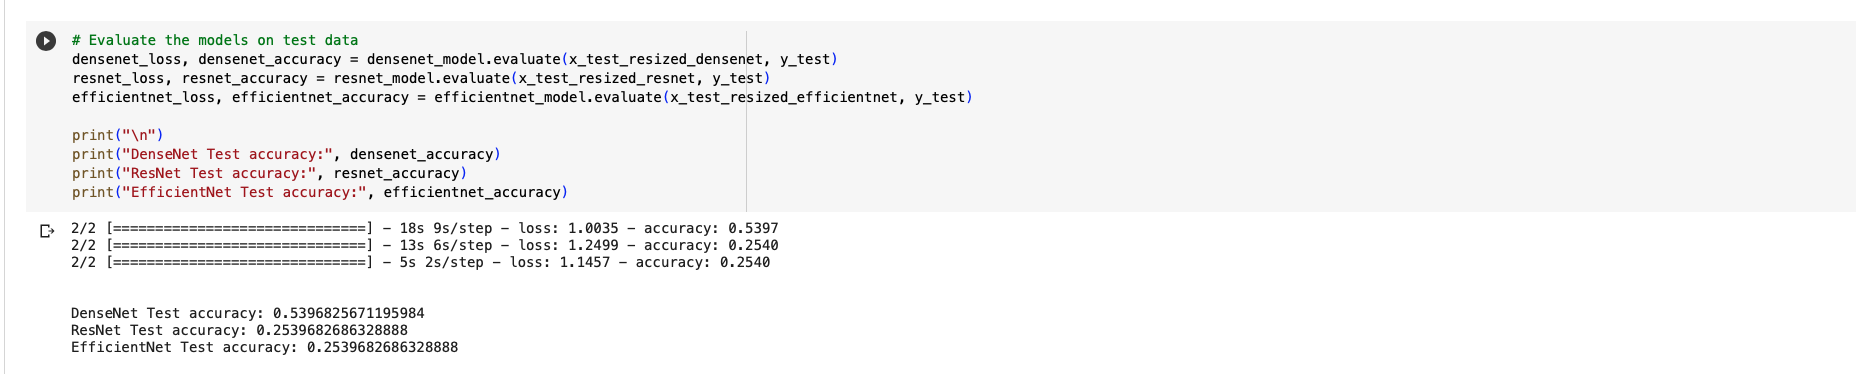 # Evaluate the models on test data
densenet_loss, densenet_accuracy = densenet_model.evaluate(x_test_resized_densenet, y_test)
resnet_loss, resnet_accuracy = resnet_model.evaluate(x_test_resized_resnet, y_test)
efficientnet_loss, efficientnet_accuracy = efficientnet_model.evaluate(x_test_resized_efficientnet, y_test)
print("\n")
print("DenseNet Test accuracy:", densenet_accuracy)
print("ResNet Test accuracy:", resnet_accuracy)
print("EfficientNet Test accuracy:", efficientnet_accuracy)
2/2 [==============================] - 18s 9s/step - loss: 1.0035 - accuracy: 0.5397
2/2 [==============================] - 13s 6s/step - loss: 1.2499 - accuracy: 0.2540
2/2 [==============================] - 5s 2s/step - loss: 1.1457 - accuracy: 0.2540
DenseNet Test accuracy: 0.5396825671195984
ResNet Test accuracy: 0.2539682686328888
EfficientNet Test accuracy: 0.2539682686328888